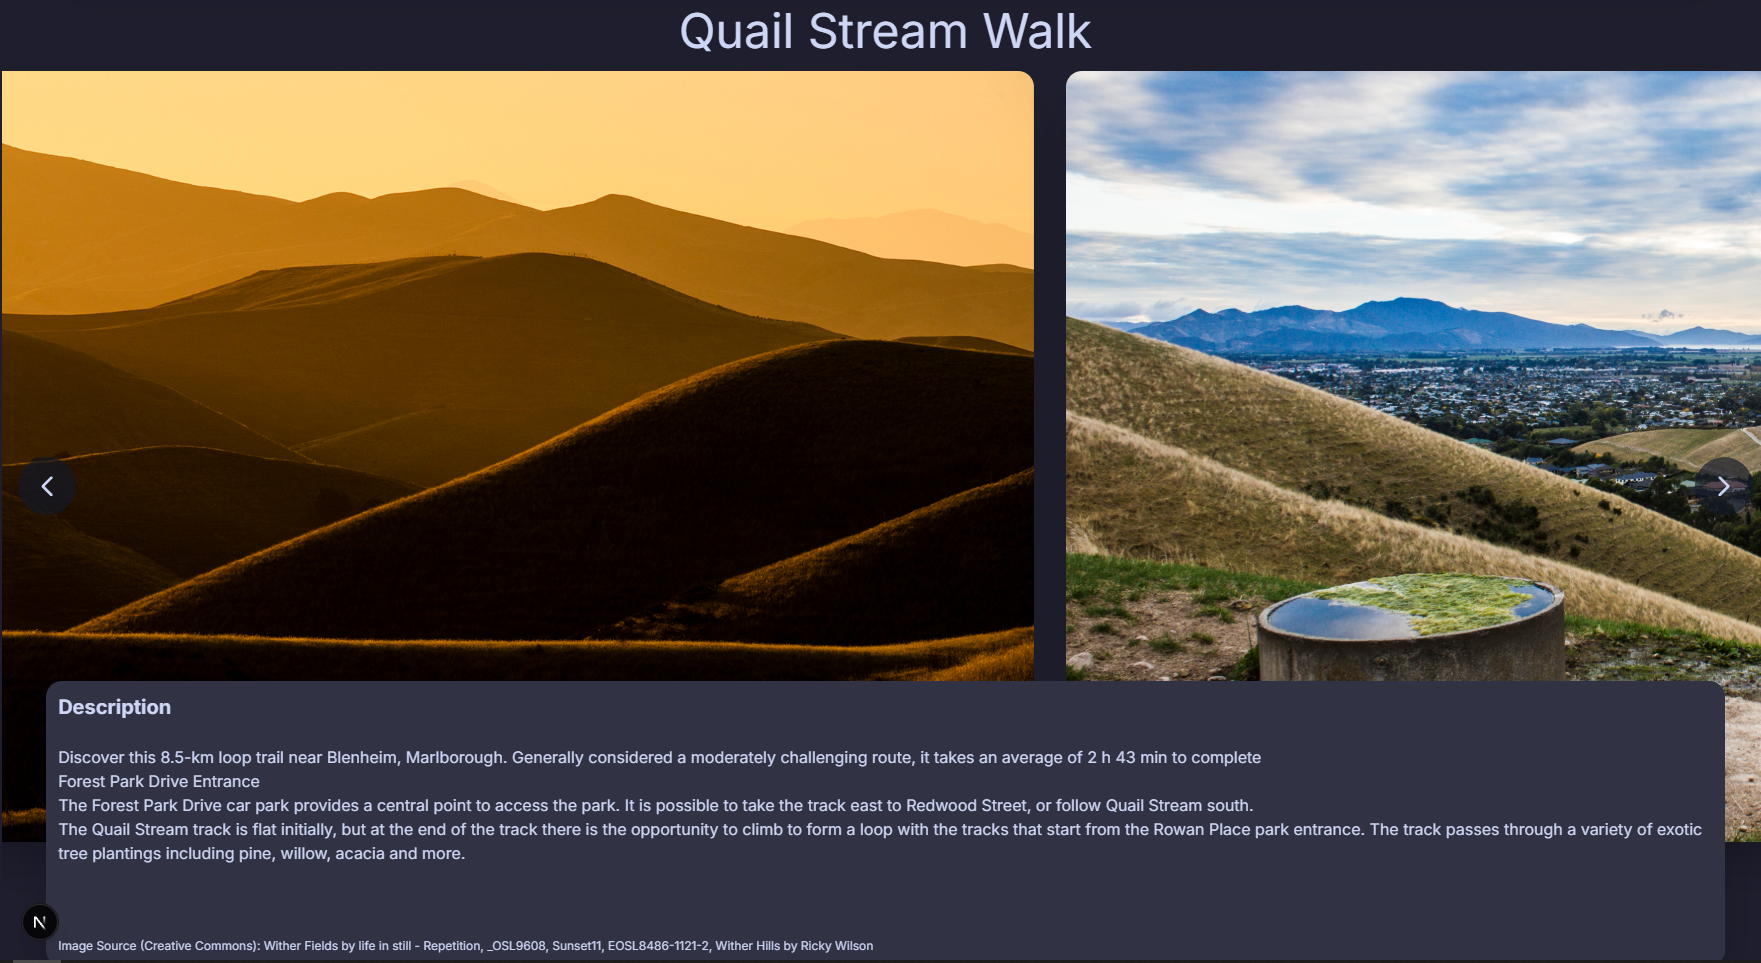 Quail Stream Walk
Description
Discover this 8.5-km loop trail near Blenheim, Marlborough. Generally considered a moderately challenging route, it takes an average of 2 h 43 min to complete
Forest Park Drive Entrance
The Forest Park Drive car park provides a central point to access the park. It is possible to take the track east to Redwood Street, or follow Quail Stream south.
The Quail Stream track is flat initially, but at the end of the track there is the opportunity to climb to form a loop with the tracks that start from the Rowan Place park entrance. The track passes through a variety of exotic
tree plantings including pine, willow, acacia and more.
N
Image Source (Creative Commons): Wither Fields by life in still - Repetition, _OSL9608, Sunset11, EOSL8486-1121-2, Wither Hills by Ricky Wilson